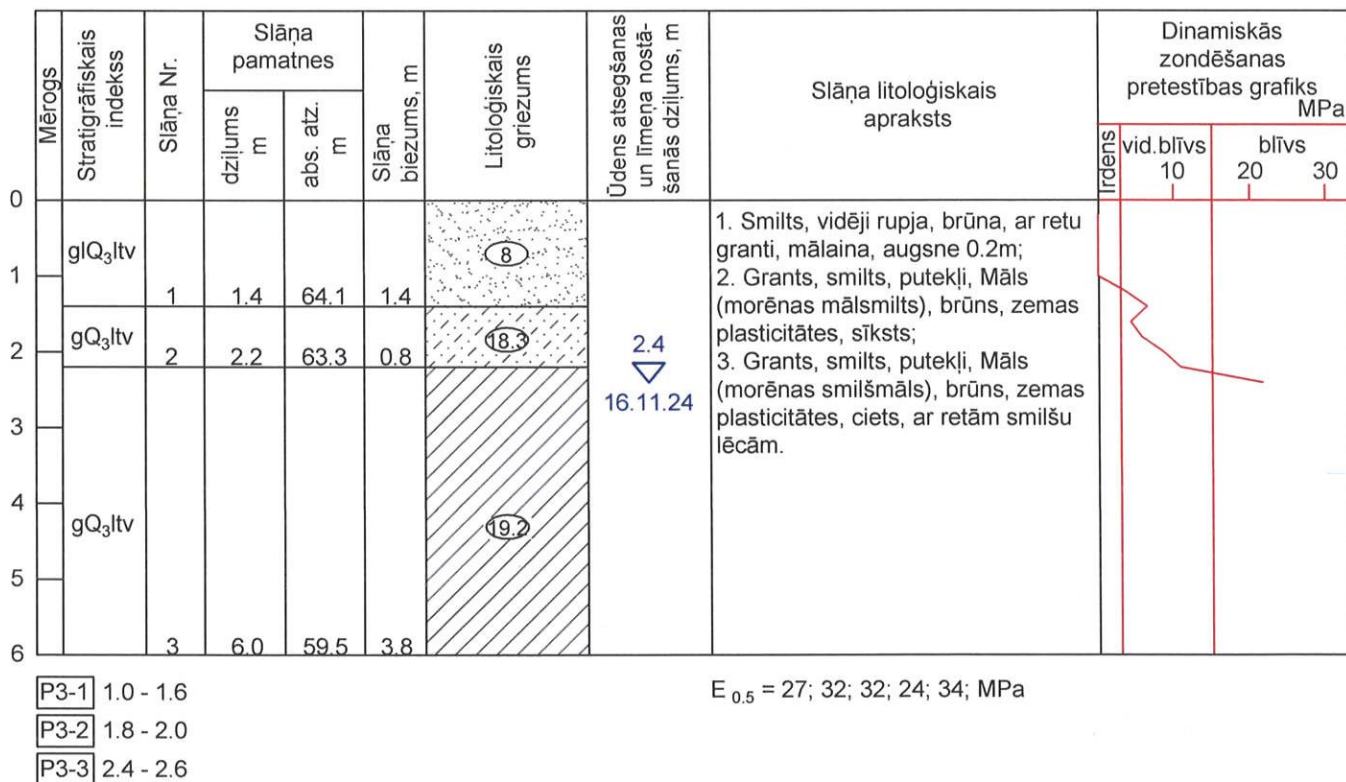 Mērogs
Stratigrāfiskais
indekss
Slāņa Nr.
Slāņa
pamatnes
dziļums
m
abs. atz.
m
Slāņa
biezums, m
Litoloģiskais
griezums
Ūdens atsegšanas
un līmeņa nostā-
šanās dziļums, m
Slāņa litoloģiskais
apraksts
Dinamiskās
zondēšanas
pretestības grafiks
MPa
Irdens
vid.blīvs
blīvs
10 20 30
0
1
2
3
4
5
6
glQ₃ltv
1 1.4 64.1 1.4
8
gQ₃ltv
2 2.2 63.3 0.8
18.3
gQ₃ltv
3 6.0 59.5 3.8
19.2
2.4
16.11.24
1. Smilts, vidēji rupja, brūna, ar retu
granti, mālaina, augsne 0.2m;
2. Grants, smilts, putekļi, Māls
(morēnas mālsmilts), brūns, zemas
plasticitātes, sīksts;
3. Grants, smilts, putekļi, Māls
(morēnas smilšmāls), brūns, zemas
plasticitātes, ciets, ar retām smilšu
lēcām.
P3-1 1.0 - 1.6
P3-2 1.8 - 2.0
P3-3 2.4 - 2.6
E 0.5 = 27; 32; 32; 24; 34; MPa